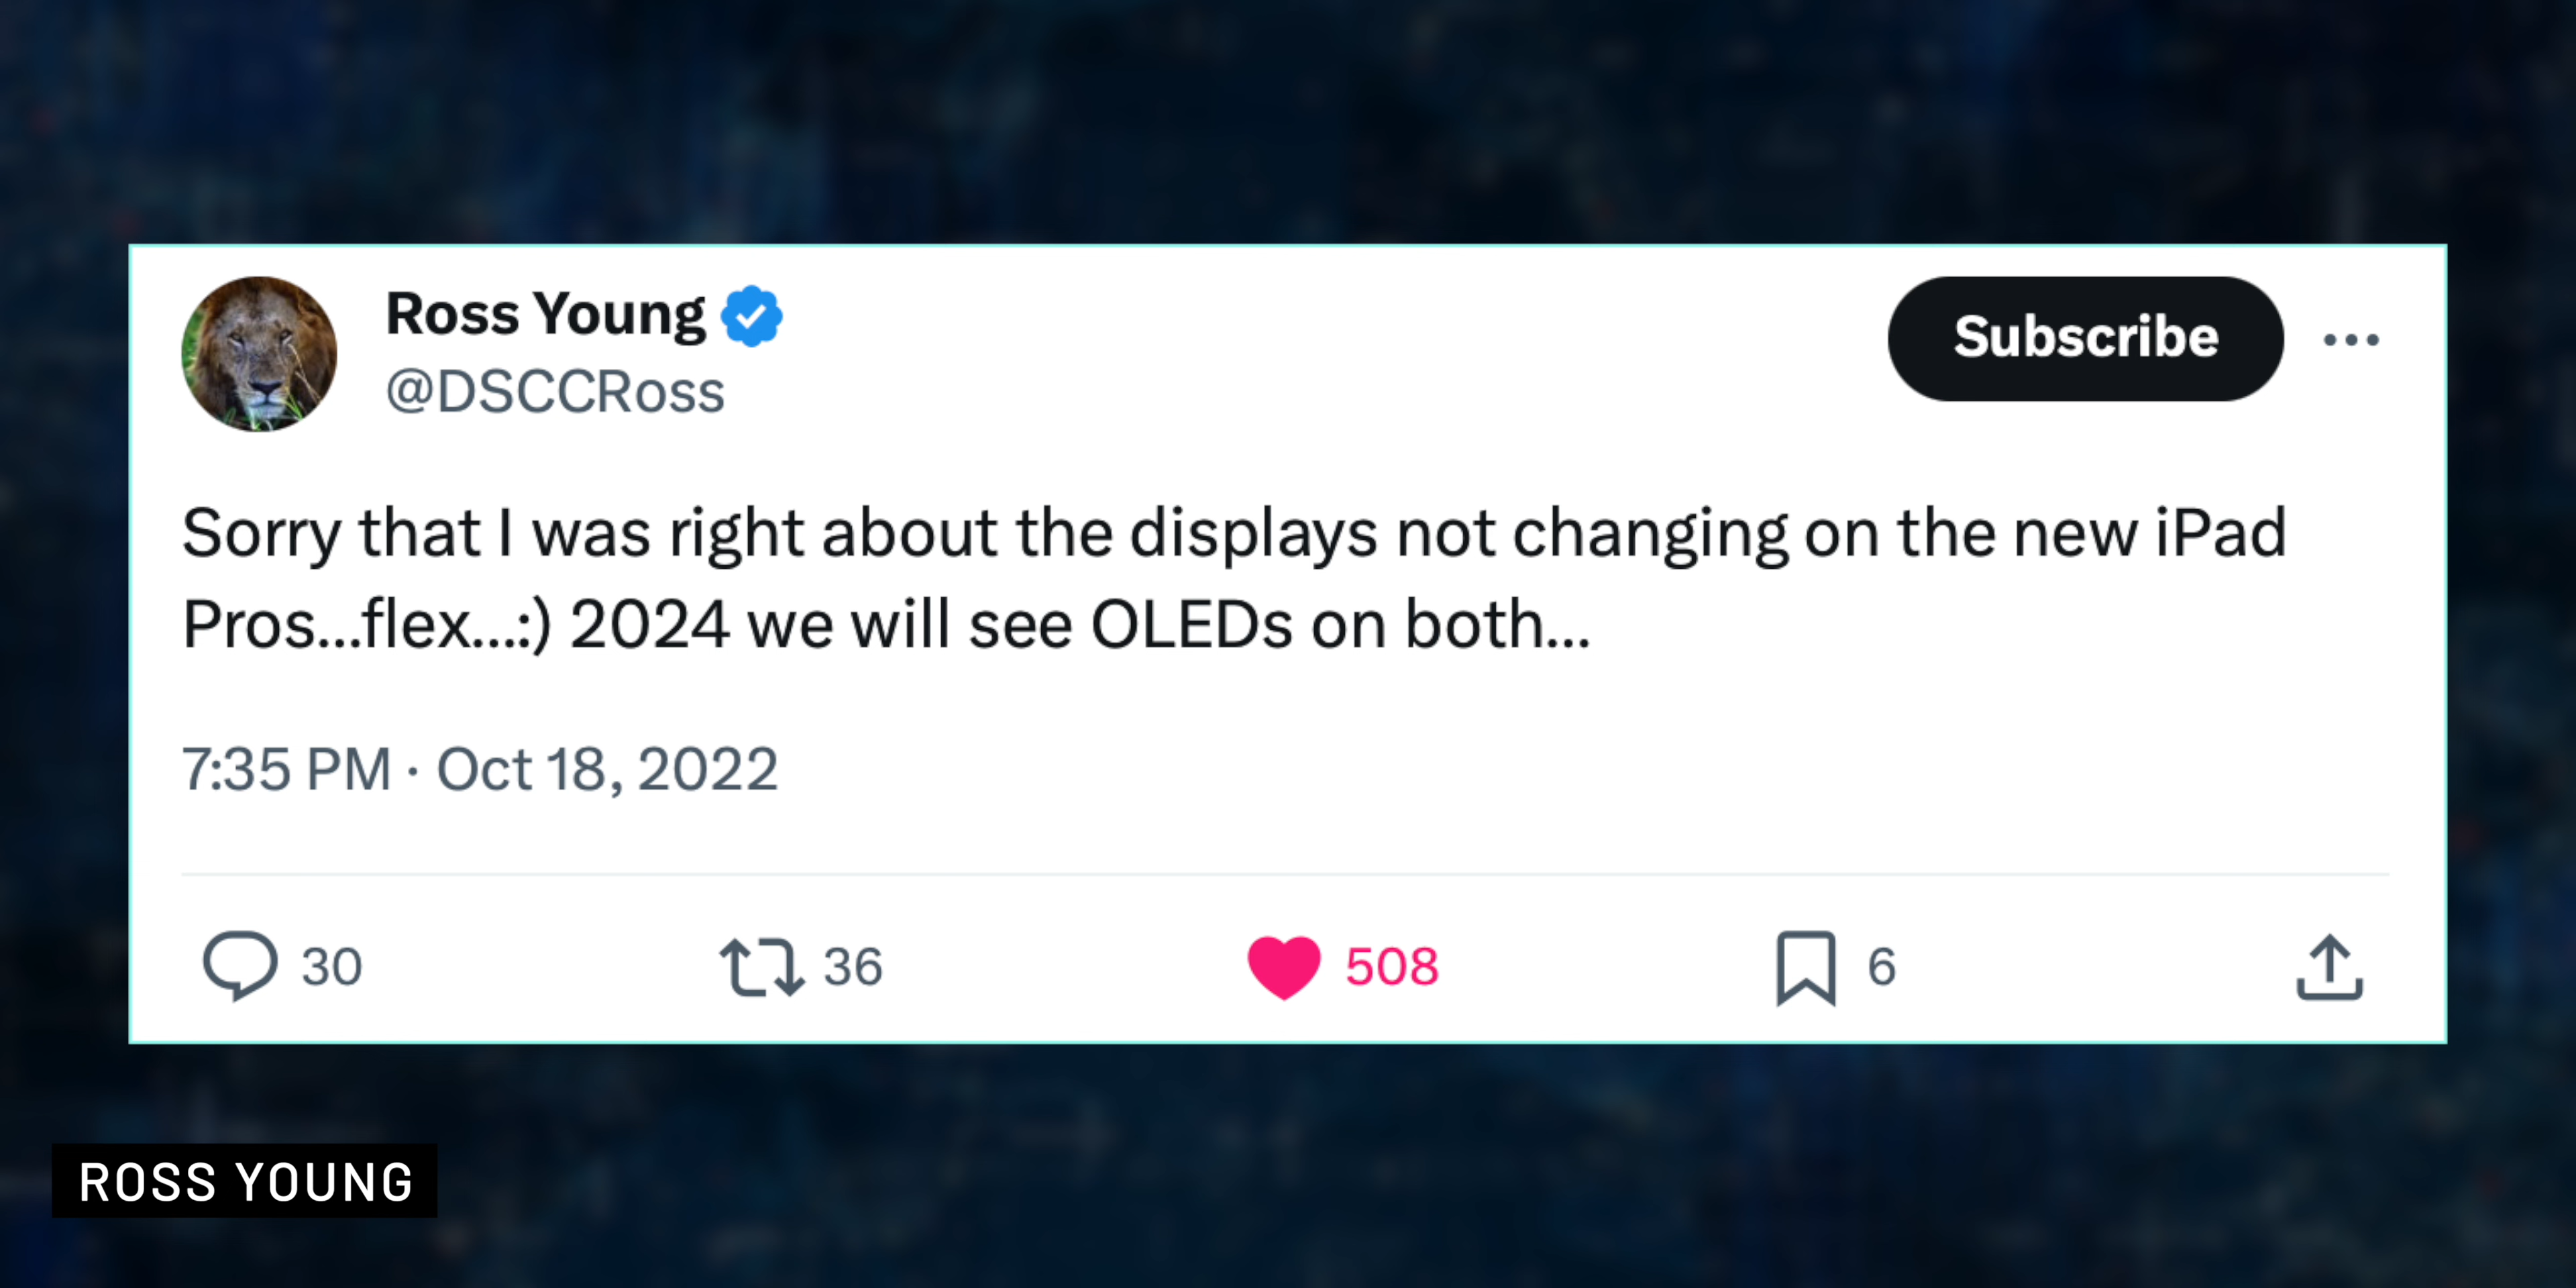 Ross Young
@DSCCRoss
Subscribe
Sorry that I was right about the displays not changing on the new iPad
Pros...flex...:) 2024 we will see OLEDs on both...
7:35 PM · Oct 18, 2022
30 36 508 6
ROSS YOUNG